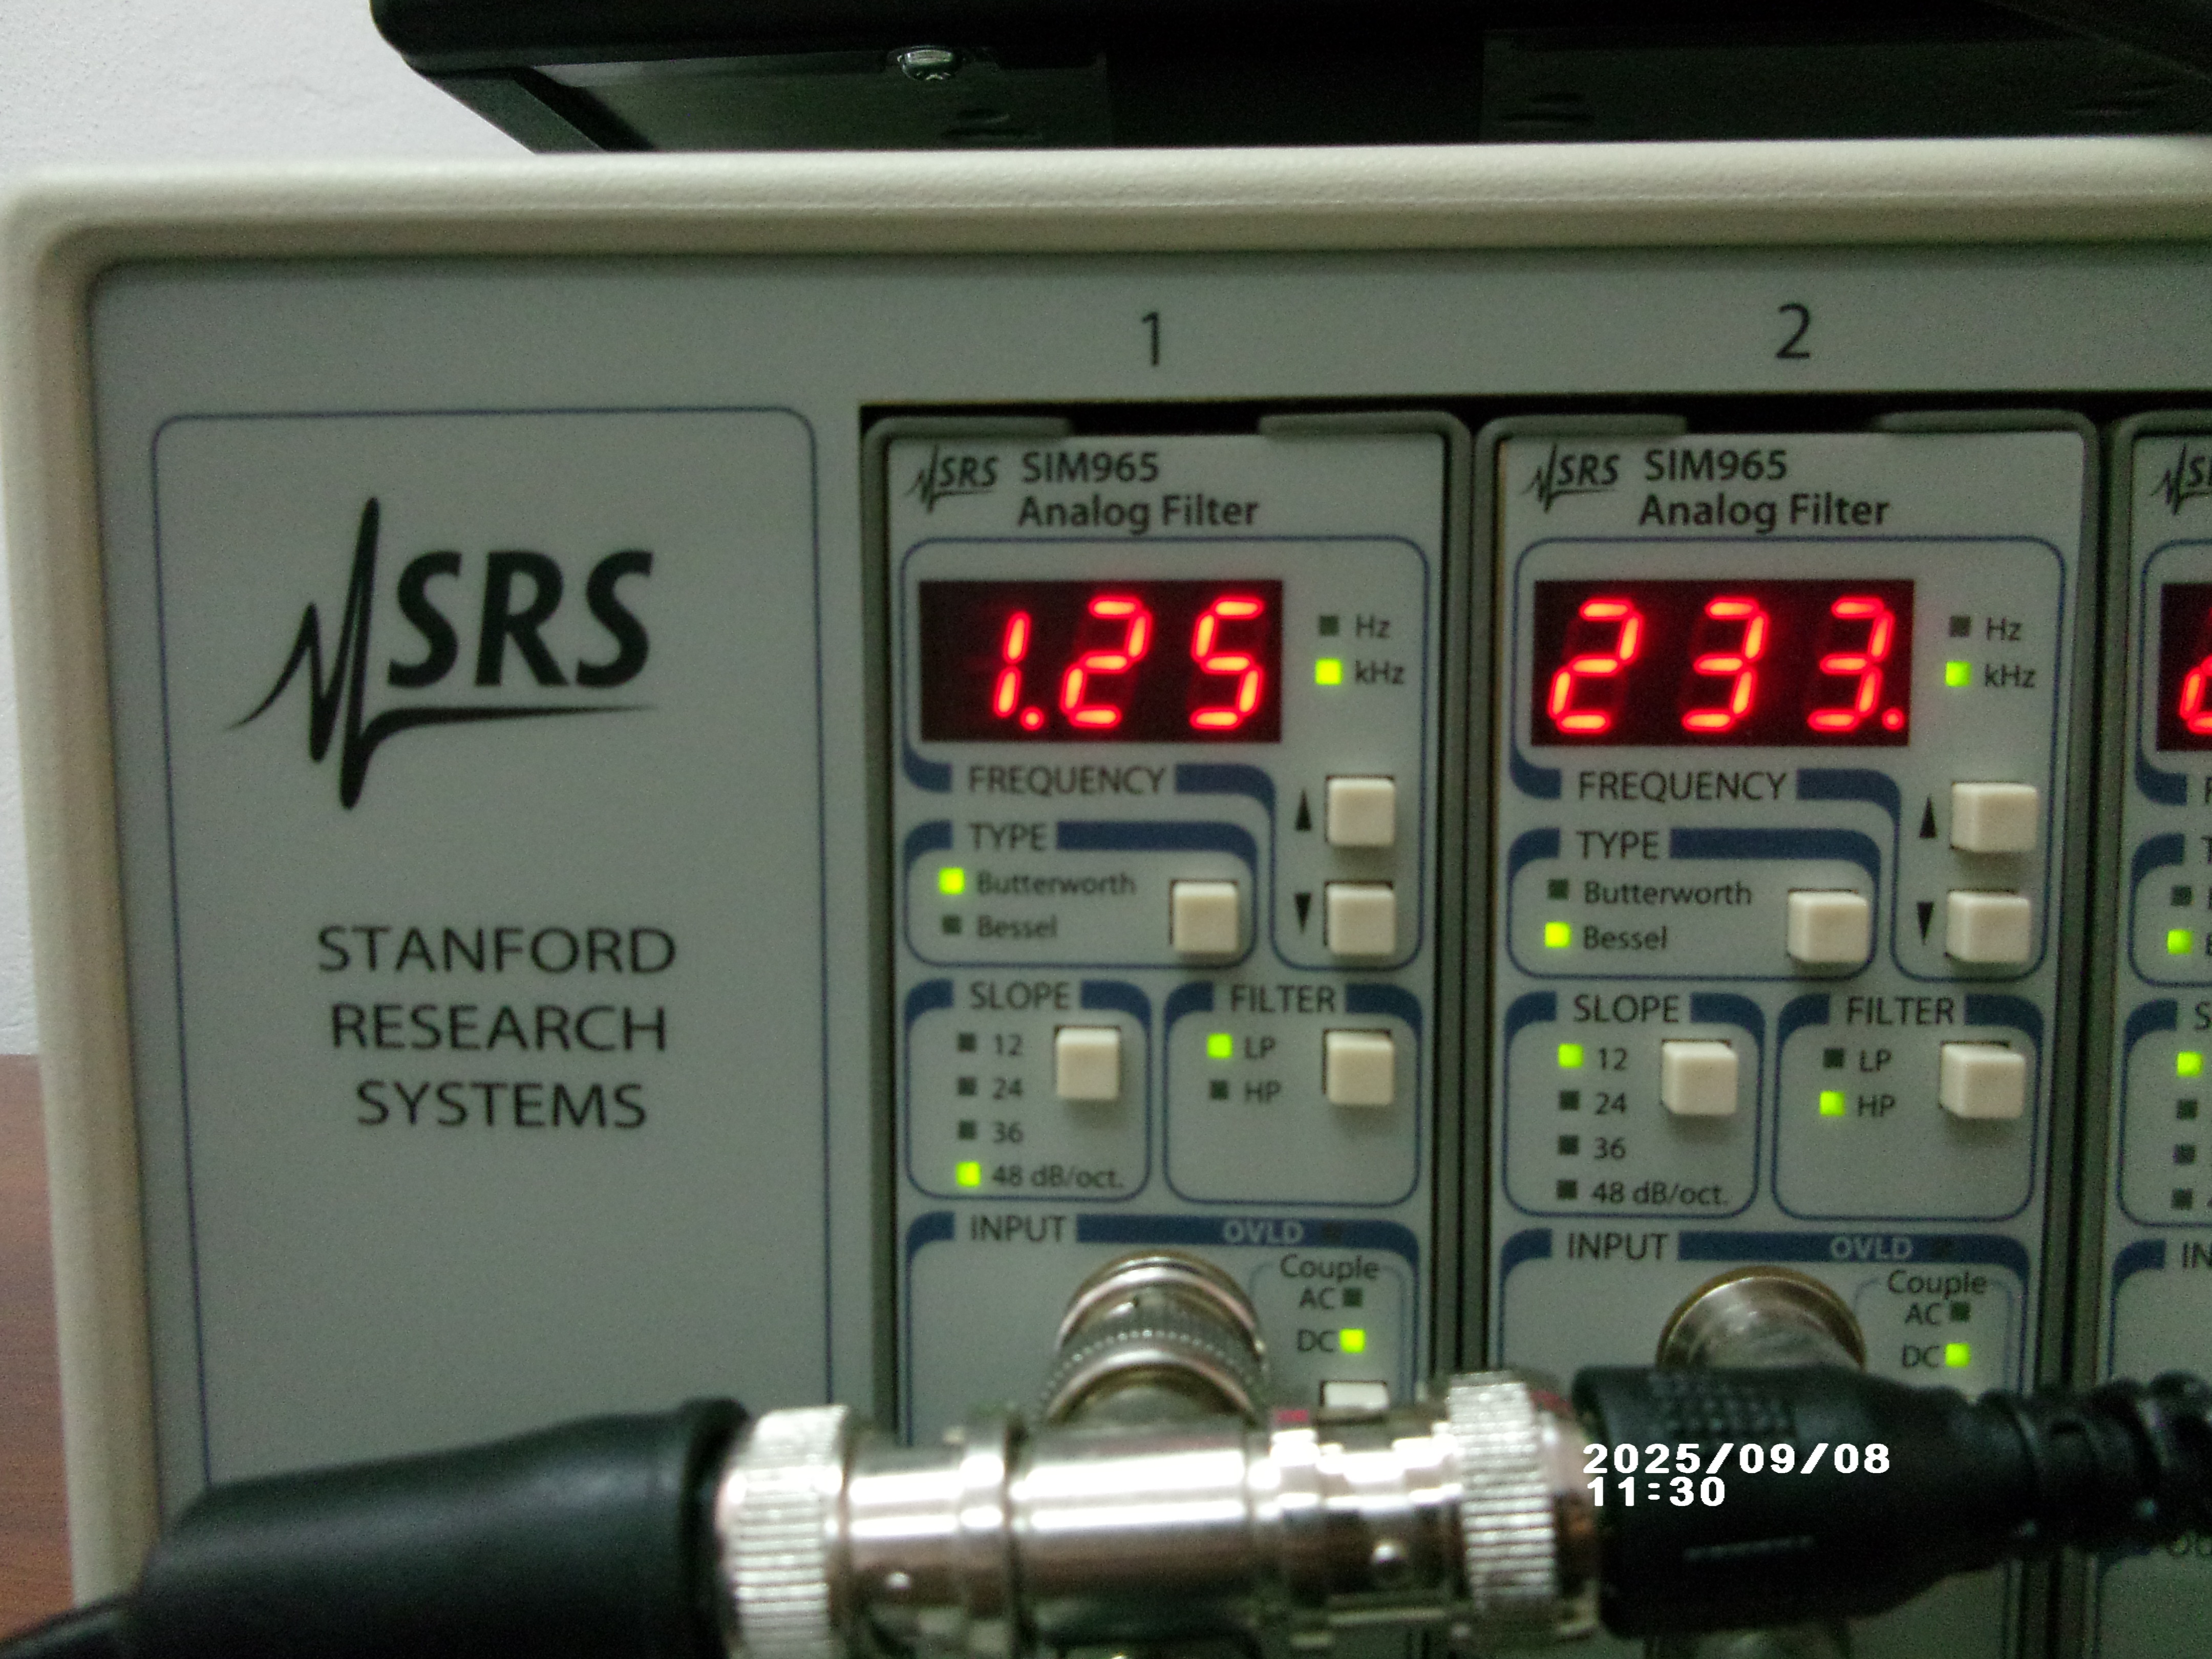 1
2
SRS
STANFORD
RESEARCH
SYSTEMS
SRS SIM965
Analog Filter
1.25
Hz
kHz
FREQUENCY
TYPE
Butterworth
Bessel
SLOPE
12
24
36
48 dB/oct.
FILTER
LP
HP
INPUT
OVLD
Couple
AC
DC
SRS SIM965
Analog Filter
233.
Hz
kHz
FREQUENCY
TYPE
Butterworth
Bessel
SLOPE
12
24
36
48 dB/oct.
FILTER
LP
HP
INPUT
OVLD
Couple
AC
DC
2025/09/08
11:30